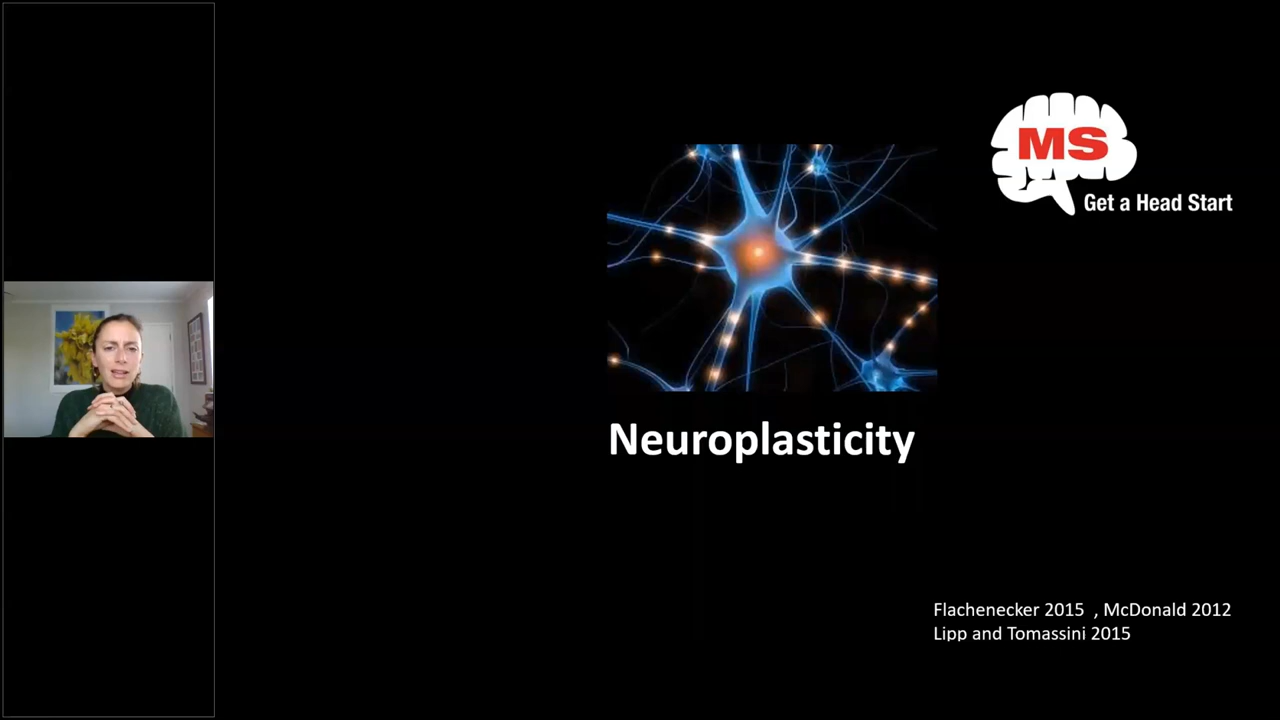 MS
Get a Head Start
Neuroplasticity
Flachenecker 2015 , McDonald 2012
Lipp and Tomassini 2015